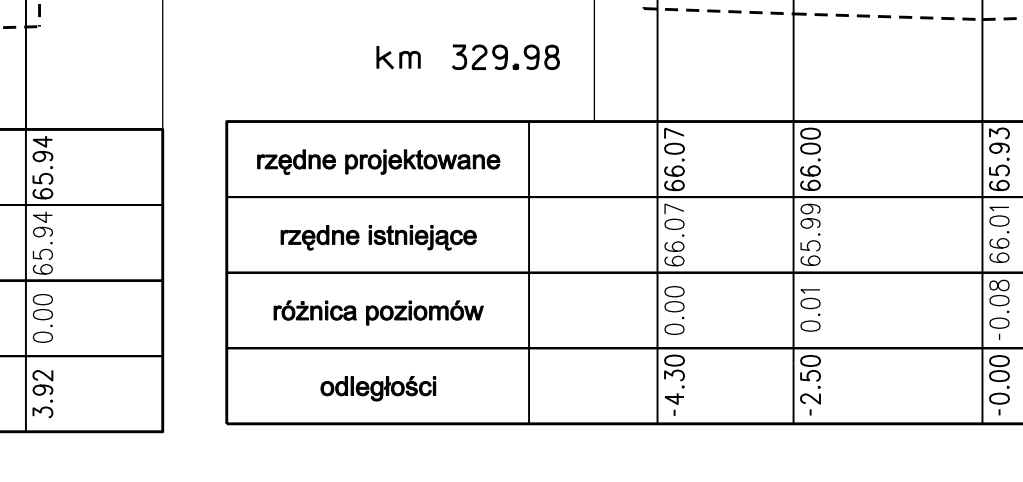 km 329.98
65.94
65.94
0.00
3.92
rzędne projektowane 66.07 66.00 65.93
rzędne istniejące 66.07 65.99 66.01
różnica poziomów 0.00 0.01 -0.08
odległości -4.30 -2.50 -0.00